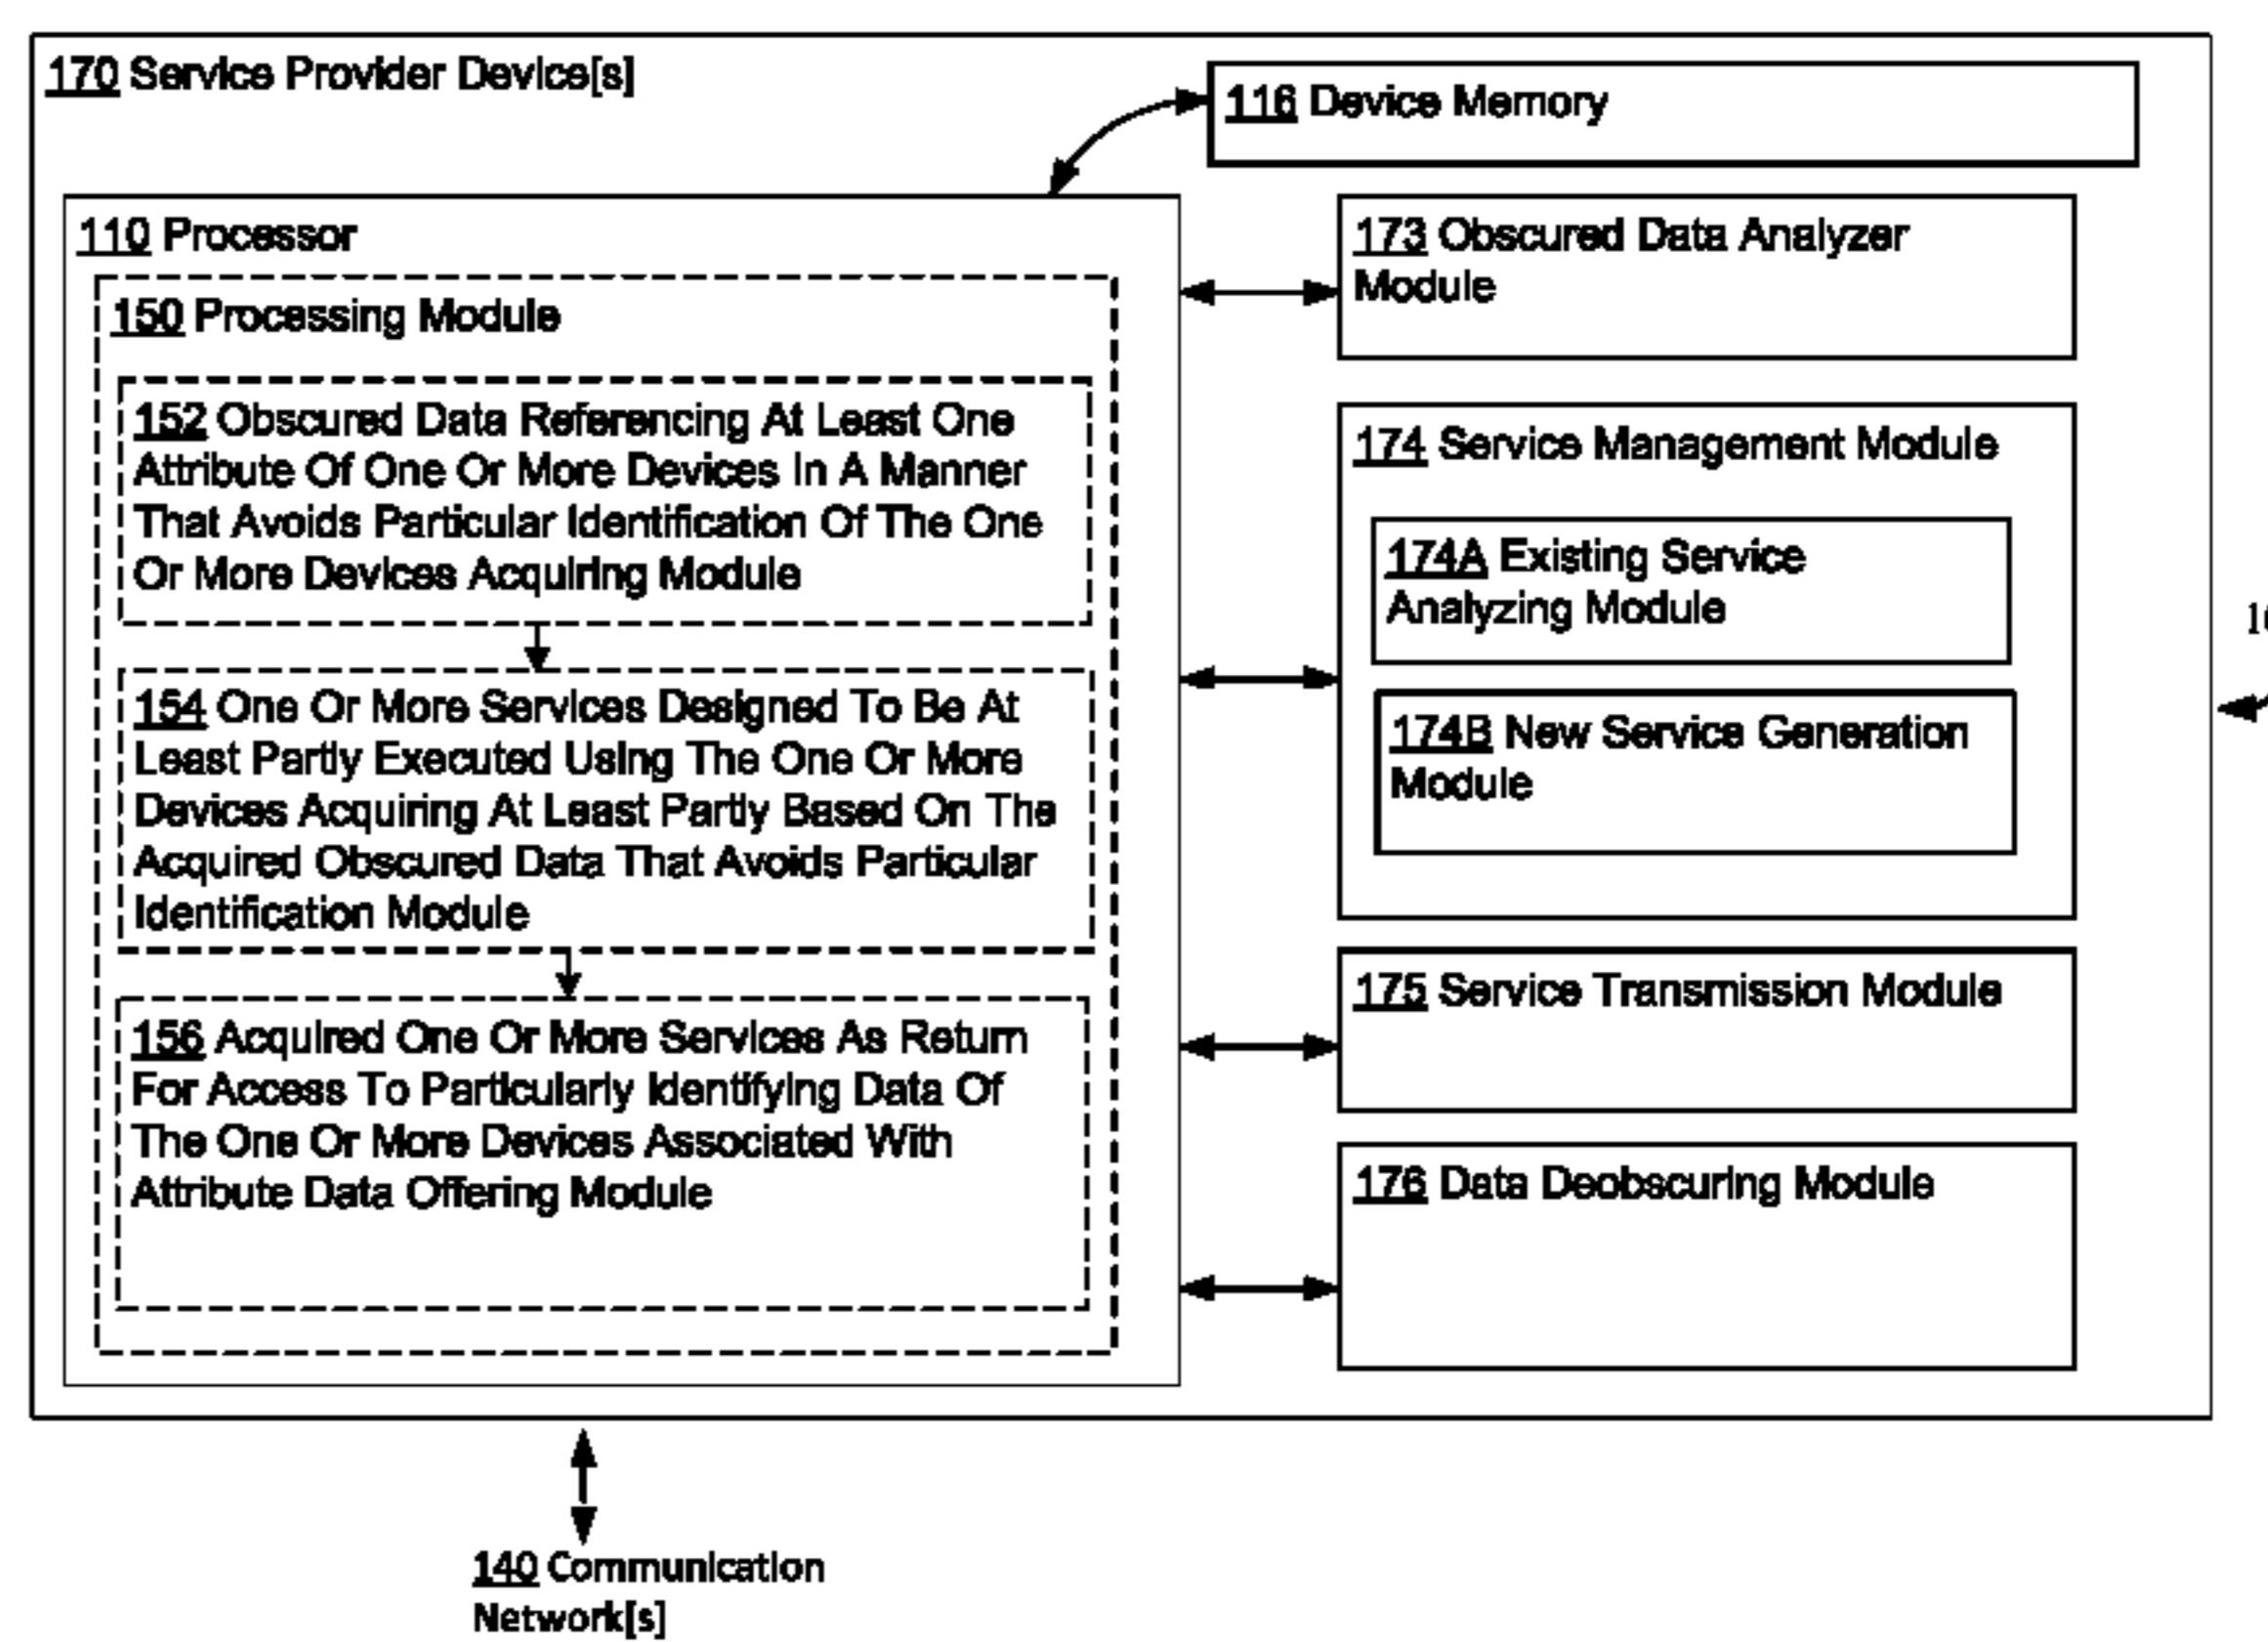 170 Service Provider Device[s]
116 Device Memory
110 Processor
150 Processing Module
152 Obscured Data Referencing At Least One
Attribute Of One Or More Devices In A Manner
That Avoids Particular Identification Of The One
Or More Devices Acquiring Module
154 One Or More Services Designed To Be At
Least Partly Executed Using The One Or More
Devices Acquiring At Least Partly Based On The
Acquired Obscured Data That Avoids Particular
Identification Module
156 Acquired One Or More Services As Return
For Access To Particularly Identifying Data Of
The One Or More Devices Associated With
Attribute Data Offering Module
173 Obscured Data Analyzer
Module
174 Service Management Module
174A Existing Service
Analyzing Module
174B New Service Generation
Module
175 Service Transmission Module
176 Data Deobscuring Module
140 Communication
Network[s]